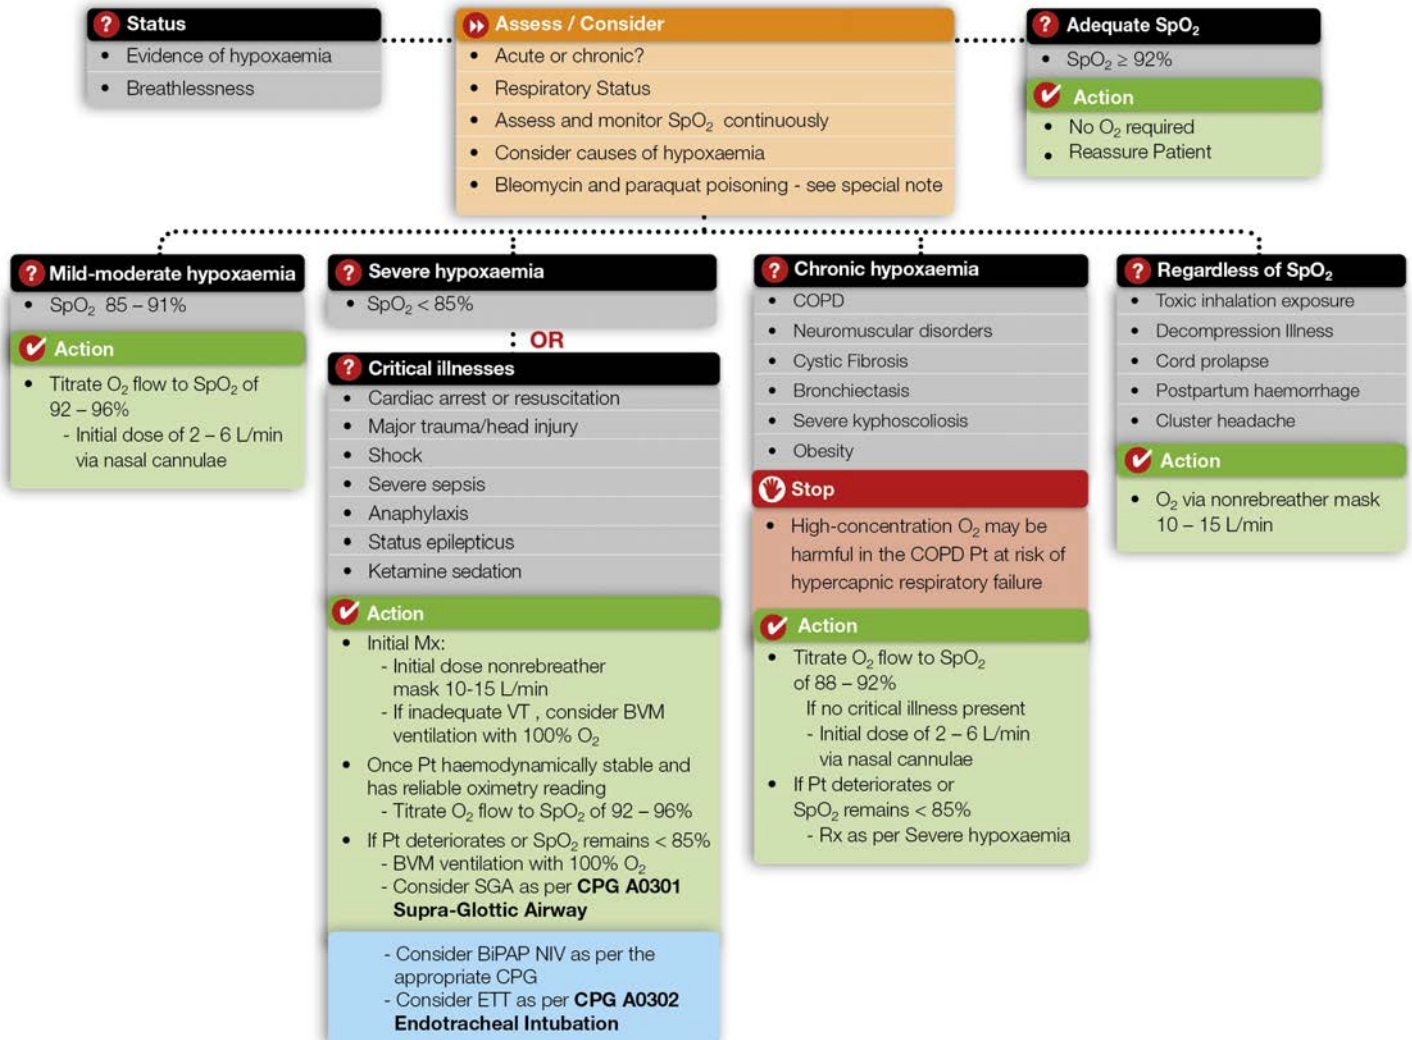 Status
• Evidence of hypoxaemia
• Breathlessness
Assess / Consider
• Acute or chronic?
• Respiratory Status
• Assess and monitor SpO₂ continuously
• Consider causes of hypoxaemia
• Bleomycin and paraquat poisoning - see special note
Adequate SpO₂
• SpO₂ ≥ 92%
Action
• No O₂ required
• Reassure Patient
Mild-moderate hypoxaemia
• SpO₂ 85 – 91%
Action
• Titrate O₂ flow to SpO₂ of
92 – 96%
- Initial dose of 2 – 6 L/min
via nasal cannulae
Severe hypoxaemia
• SpO₂ < 85%
OR
Critical illnesses
• Cardiac arrest or resuscitation
• Major trauma/head injury
• Shock
• Severe sepsis
• Anaphylaxis
• Status epilepticus
• Ketamine sedation
Action
• Initial Mx:
- Initial dose nonrebreather
mask 10-15 L/min
- If inadequate VT , consider BVM
ventilation with 100% O₂
• Once Pt haemodynamically stable and
has reliable oximetry reading
- Titrate O₂ flow to SpO₂ of 92 – 96%
• If Pt deteriorates or SpO₂ remains < 85%
- BVM ventilation with 100% O₂
- Consider SGA as per CPG A0301
Supra-Glottic Airway
- Consider BiPAP NIV as per the
appropriate CPG
- Consider ETT as per CPG A0302
Endotracheal Intubation
Chronic hypoxaemia
• COPD
• Neuromuscular disorders
• Cystic Fibrosis
• Bronchiectasis
• Severe kyphoscoliosis
• Obesity
Stop
• High-concentration O₂ may be
harmful in the COPD Pt at risk of
hypercapnic respiratory failure
Action
• Titrate O₂ flow to SpO₂
of 88 – 92%
If no critical illness present
- Initial dose of 2 – 6 L/min
via nasal cannulae
• If Pt deteriorates or
SpO₂ remains < 85%
- Rx as per Severe hypoxaemia
Regardless of SpO₂
• Toxic inhalation exposure
• Decompression Illness
• Cord prolapse
• Postpartum haemorrhage
• Cluster headache
Action
• O₂ via nonrebreather mask
10 – 15 L/min